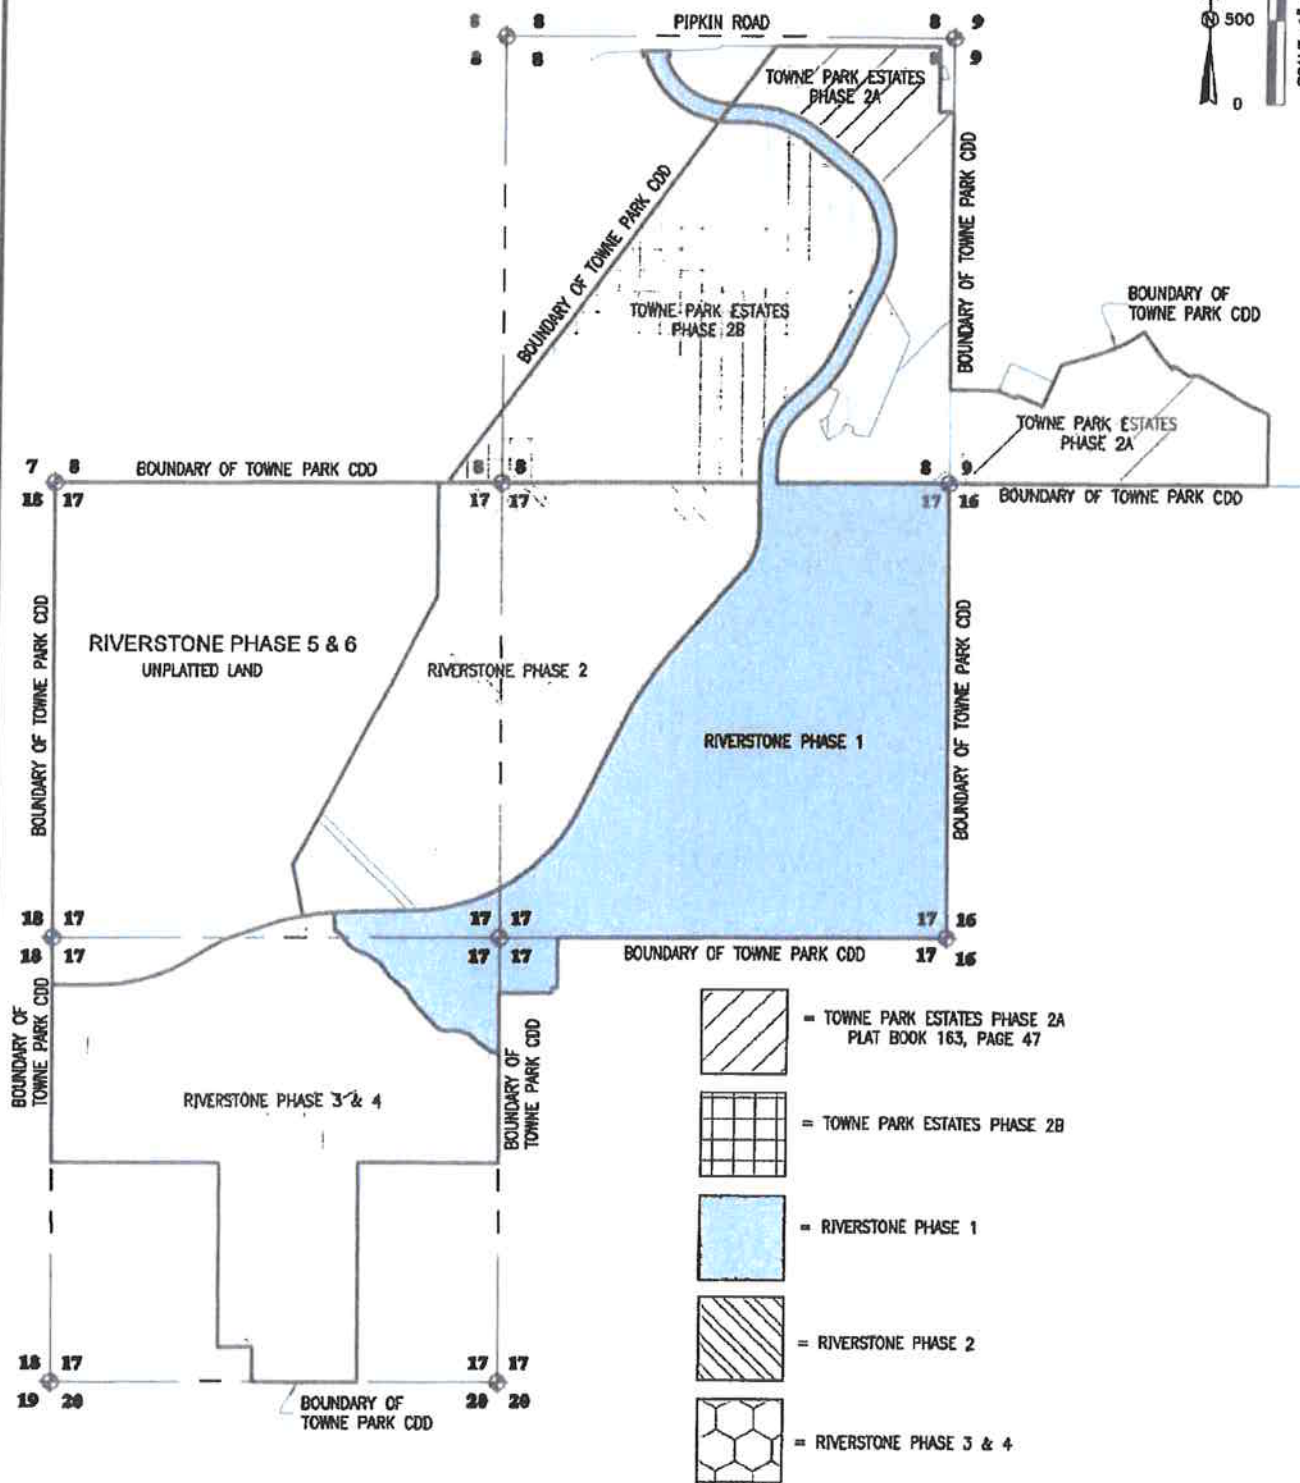 PIPKIN ROAD
8 8
8 8
8 9
8 9
500
0
TOWNE PARK ESTATES
PHASE 2A
BOUNDARY OF TOWNE PARK CDD
BOUNDARY OF TOWNE PARK CDD
TOWNE PARK ESTATES
PHASE 2B
BOUNDARY OF
TOWNE PARK CDD
TOWNE PARK ESTATES
PHASE 2A
7 8
18 17
BOUNDARY OF TOWNE PARK CDD
8 8
17 17
8 9
17 16
BOUNDARY OF TOWNE PARK CDD
BOUNDARY OF TOWNE PARK CDD
RIVERSTONE PHASE 5 & 6
UNPLATTED LAND
RIVERSTONE PHASE 2
RIVERSTONE PHASE 1
BOUNDARY OF TOWNE PARK CDD
18 17
18 17
17 17
17 17
17 16
17 16
BOUNDARY OF TOWNE PARK CDD
BOUNDARY OF
TOWNE PARK CDD
RIVERSTONE PHASE 3 & 4
BOUNDARY OF
TOWNE PARK CDD
= TOWNE PARK ESTATES PHASE 2A
PLAT BOOK 163, PAGE 47
= TOWNE PARK ESTATES PHASE 2B
= RIVERSTONE PHASE 1
= RIVERSTONE PHASE 2
= RIVERSTONE PHASE 3 & 4
18 17
19 20
17 17
20 20
BOUNDARY OF
TOWNE PARK CDD